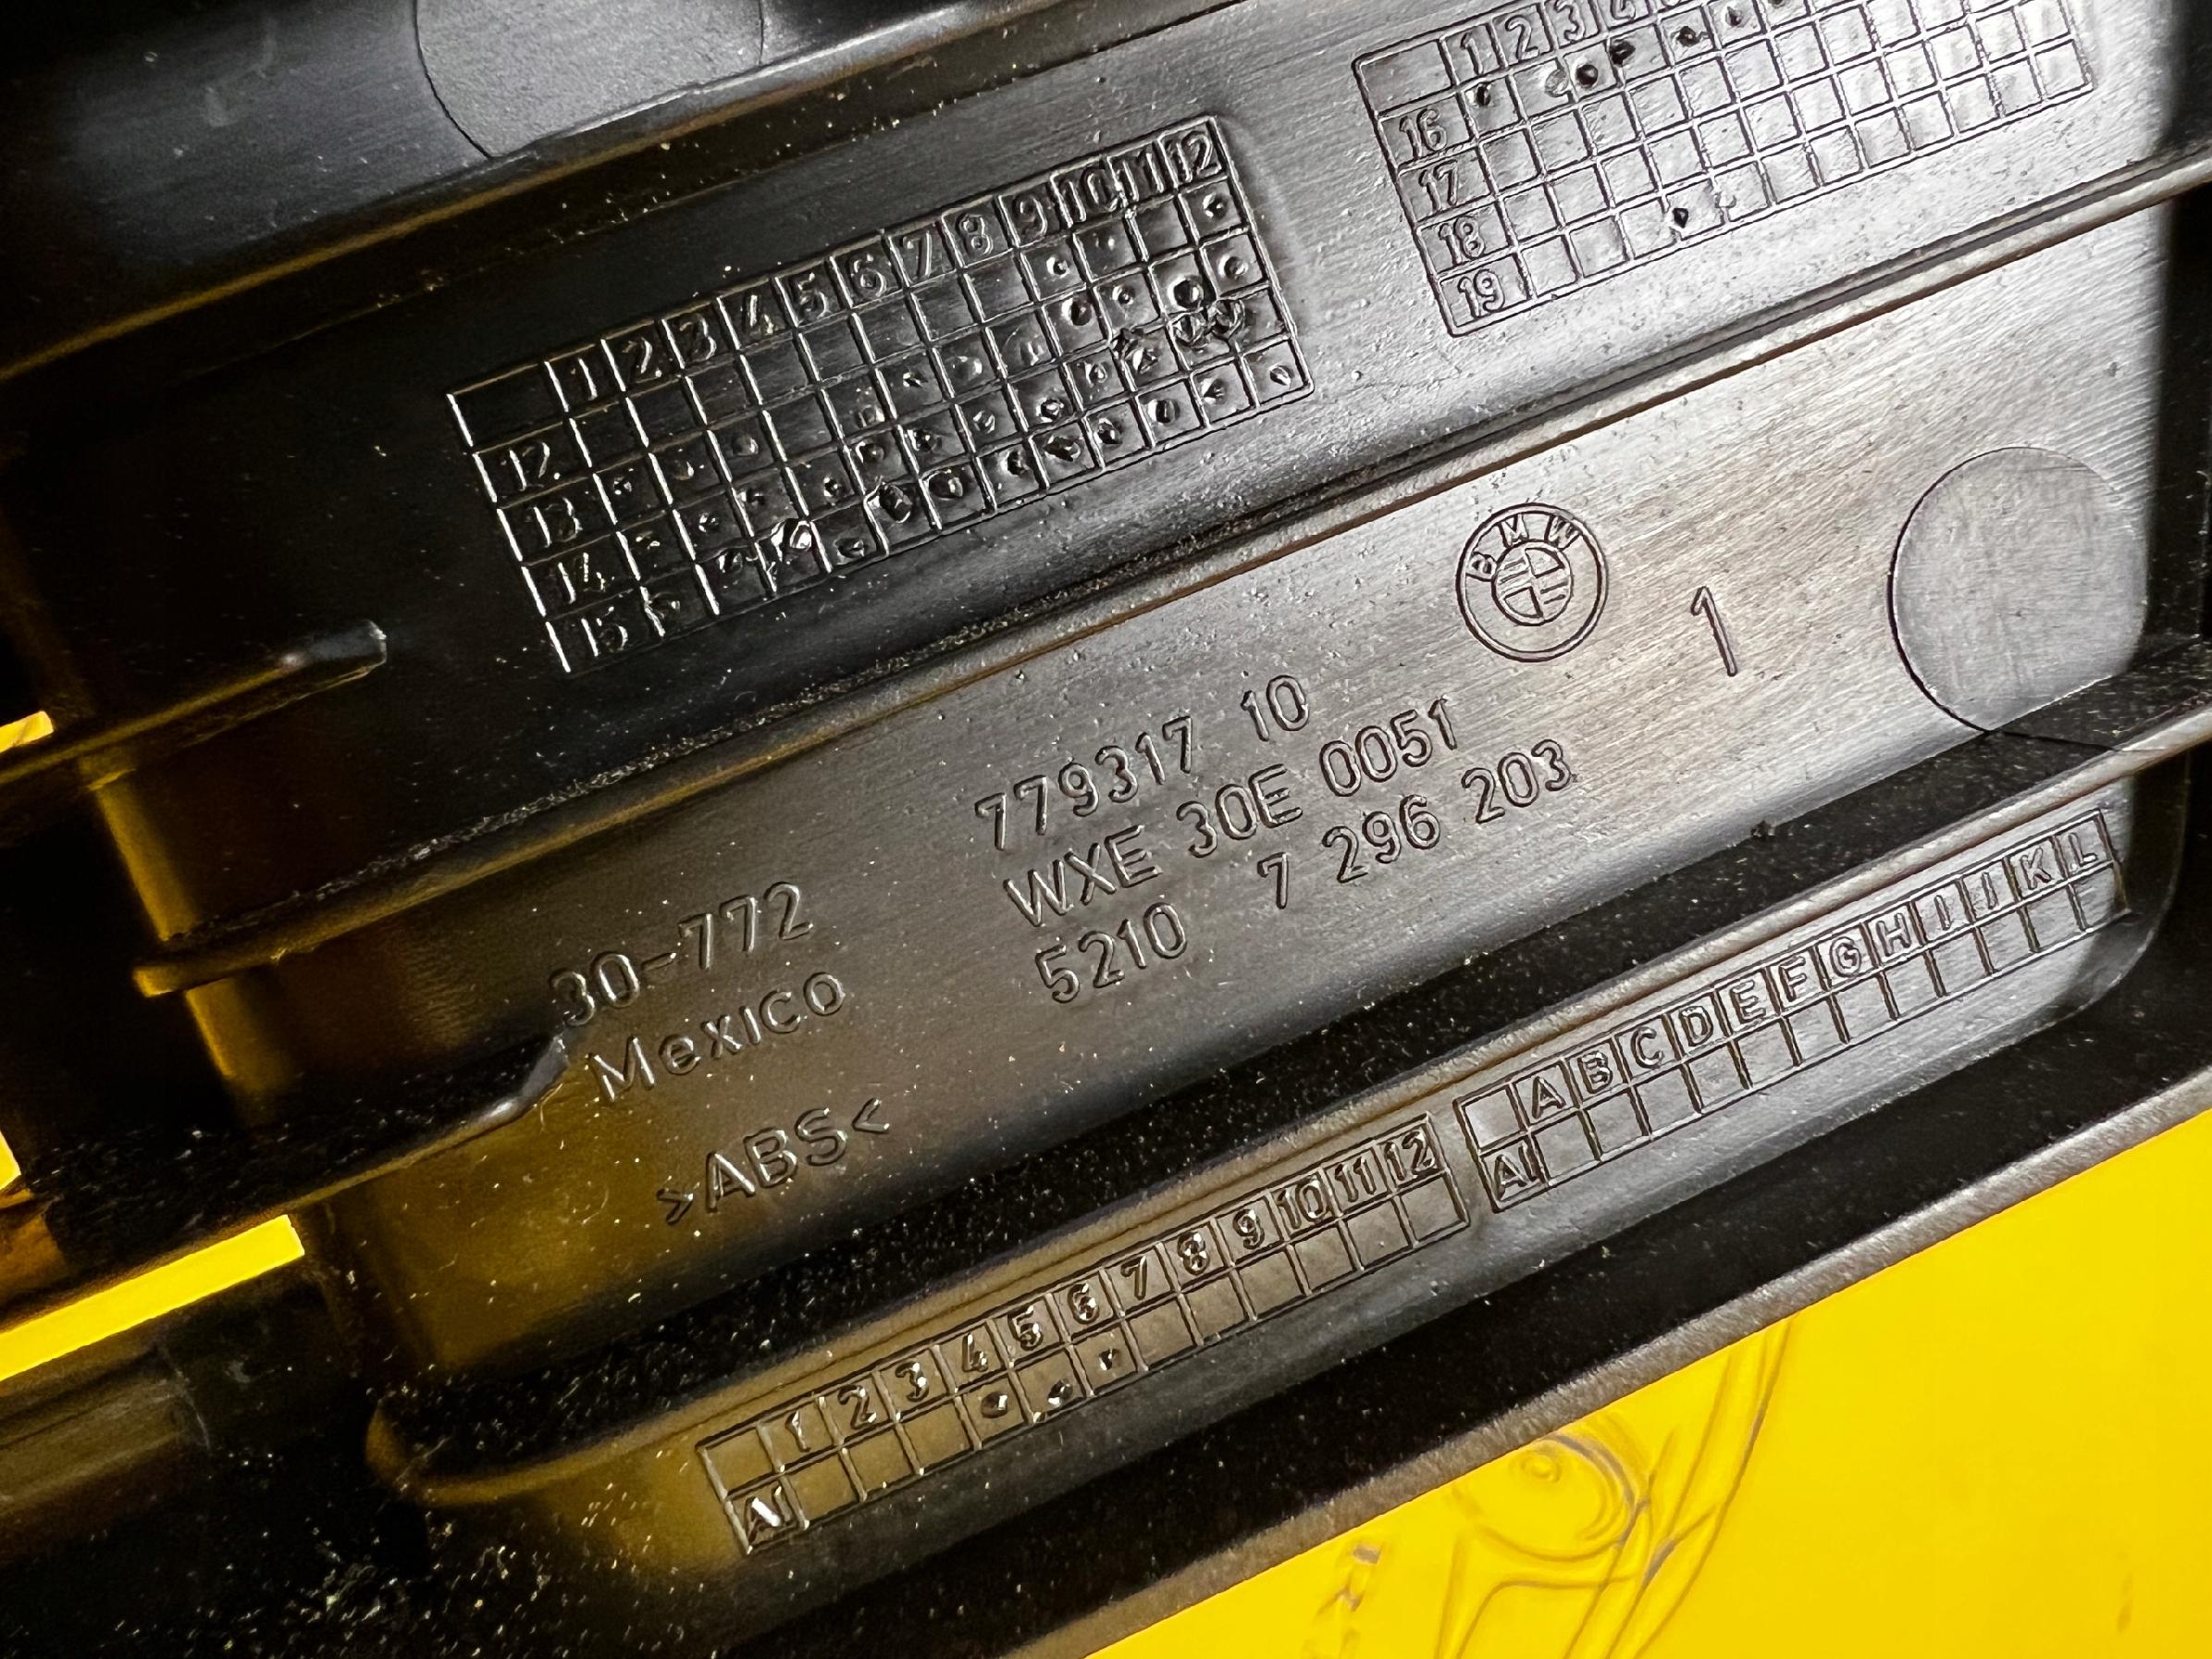 1 2 3 4
16
17
18
19
1 2 3 4 5 6 7 8 9 10 11 12
12
13
14
15
BMW
1
779317 10
WXE 30E 0051
5210 7 296 203
30-772
Mexico
>ABS<
A B C D E F G H I J K L
A1
1 2 3 4 5 6 7 8 9 10 11 12
A1